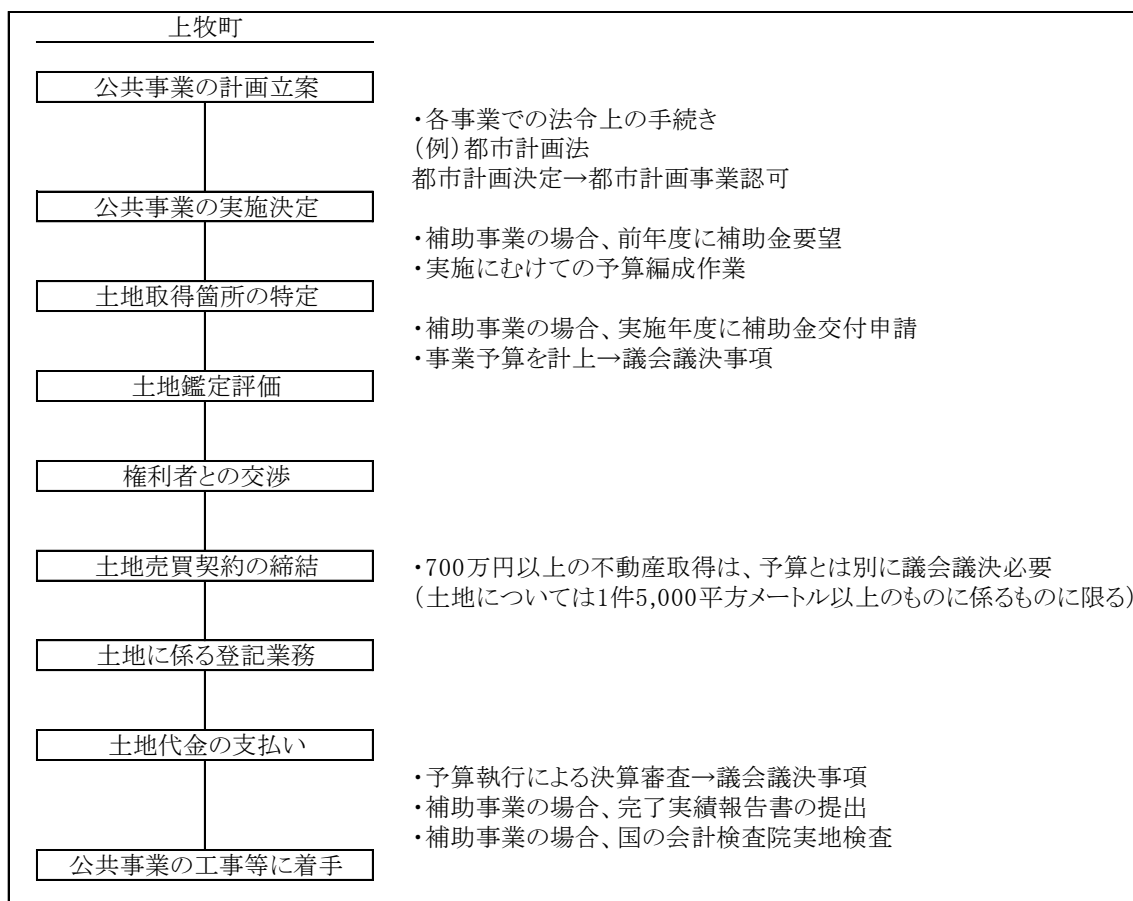 上牧町
公共事業の計画立案
・各事業での法令上の手続き
(例)都市計画法
都市計画決定→都市計画事業認可
公共事業の実施決定
・補助事業の場合、前年度に補助金要望
・実施にむけての予算編成作業
土地取得箇所の特定
・補助事業の場合、実施年度に補助金交付申請
・事業予算を計上→議会議決事項
土地鑑定評価
権利者との交渉
土地売買契約の締結
・700万円以上の不動産取得は、予算とは別に議会議決必要
(土地については1件5,000平方メートル以上のものに係るものに限る)
土地に係る登記業務
土地代金の支払い
・予算執行による決算審査→議会議決事項
・補助事業の場合、完了実績報告書の提出
・補助事業の場合、国の会計検査院実地検査
公共事業の工事等に着手